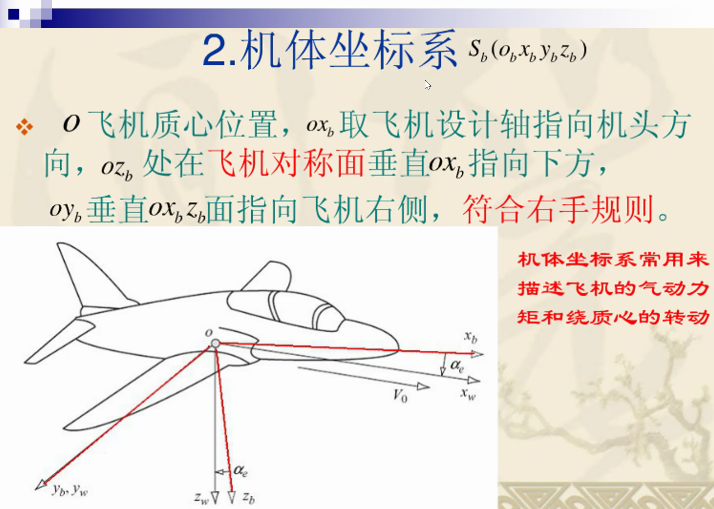 2.机体坐标系 S_b(o_b x_b y_b z_b)
O 飞机质心位置，ox_b 取飞机设计轴指向机头方
向，oz_b 处在飞机对称面垂直ox_b 指向下方，
oy_b 垂直ox_b z_b 面指向飞机右侧，符合右手规则。
机体坐标系常用来
描述飞机的气动力
矩和绕质心的转动
o
x_b
α_e
x_w
V_0
α_e
y_b, y_w
z_w
z_b